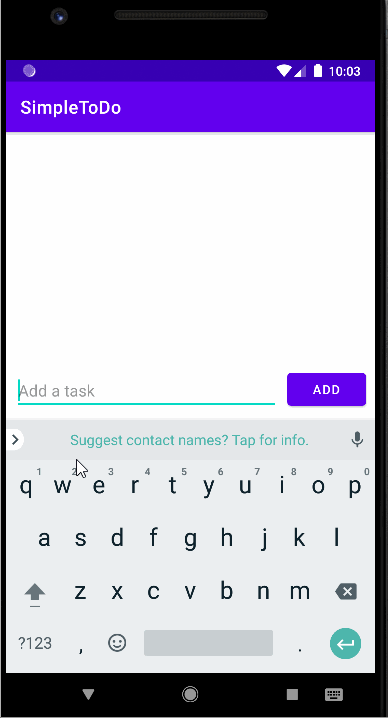 10:03
SimpleToDo
Add a task
ADD
Suggest contact names? Tap for info.
1 2 3 4 5 6 7 8 9 0
q w e r t y u i o p
a s d f g h j k l
z x c v b n m
?123 , .